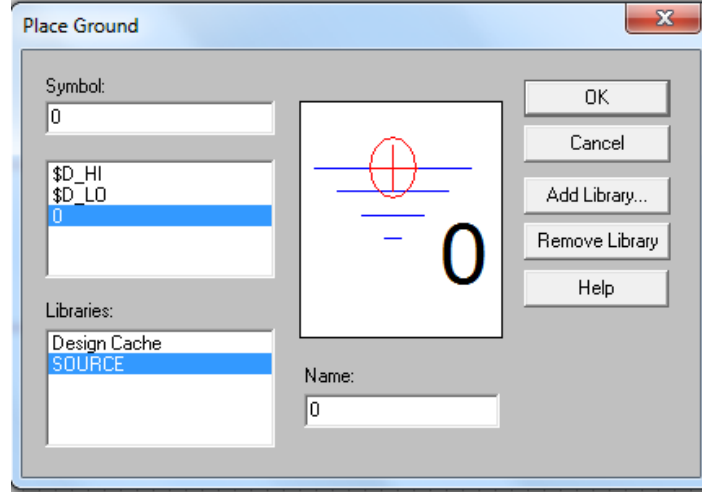 Place Ground
Symbol:
0
$D_HI
$D_LO
0
Libraries:
Design Cache
SOURCE
0
Name:
0
OK
Cancel
Add Library...
Remove Library
Help